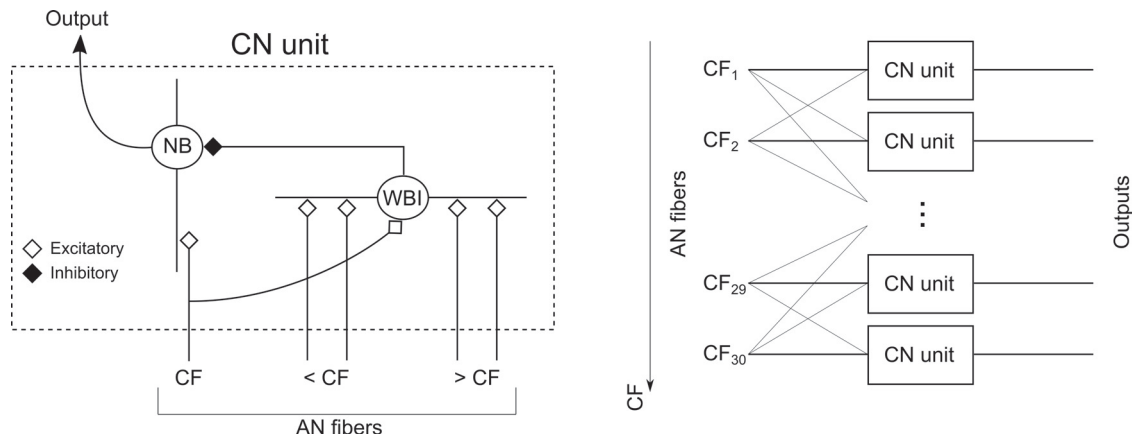 Output
CN unit
NB
WBI
Excitatory
Inhibitory
CF
< CF
> CF
AN fibers
CF
AN fibers
CF1
CF2
CF29
CF30
CN unit
CN unit
...
CN unit
CN unit
Outputs